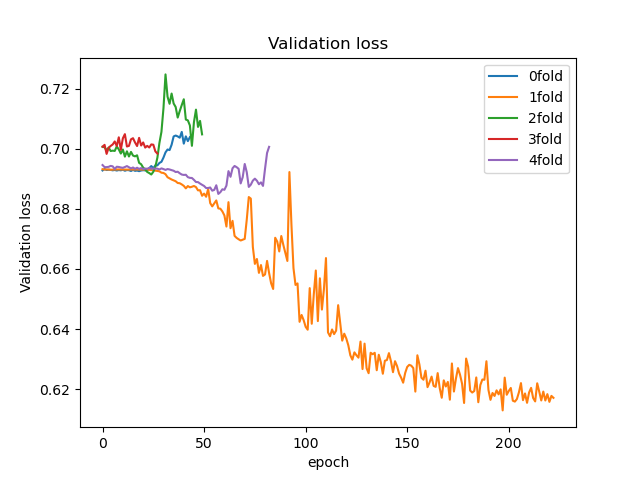 Validation loss
0fold
1fold
2fold
3fold
4fold
Validation loss
0.72
0.70
0.68
0.66
0.64
0.62
0
50
100
150
200
epoch